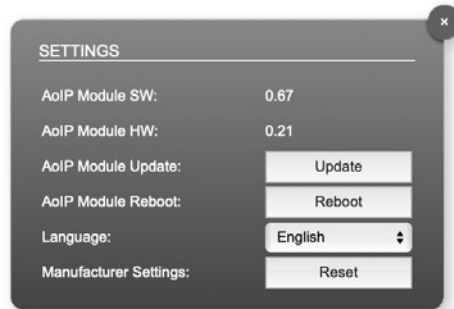 SETTINGS
AoIP Module SW: 0.67
AoIP Module HW: 0.21
AoIP Module Update: Update
AoIP Module Reboot: Reboot
Language: English
Manufacturer Settings: Reset